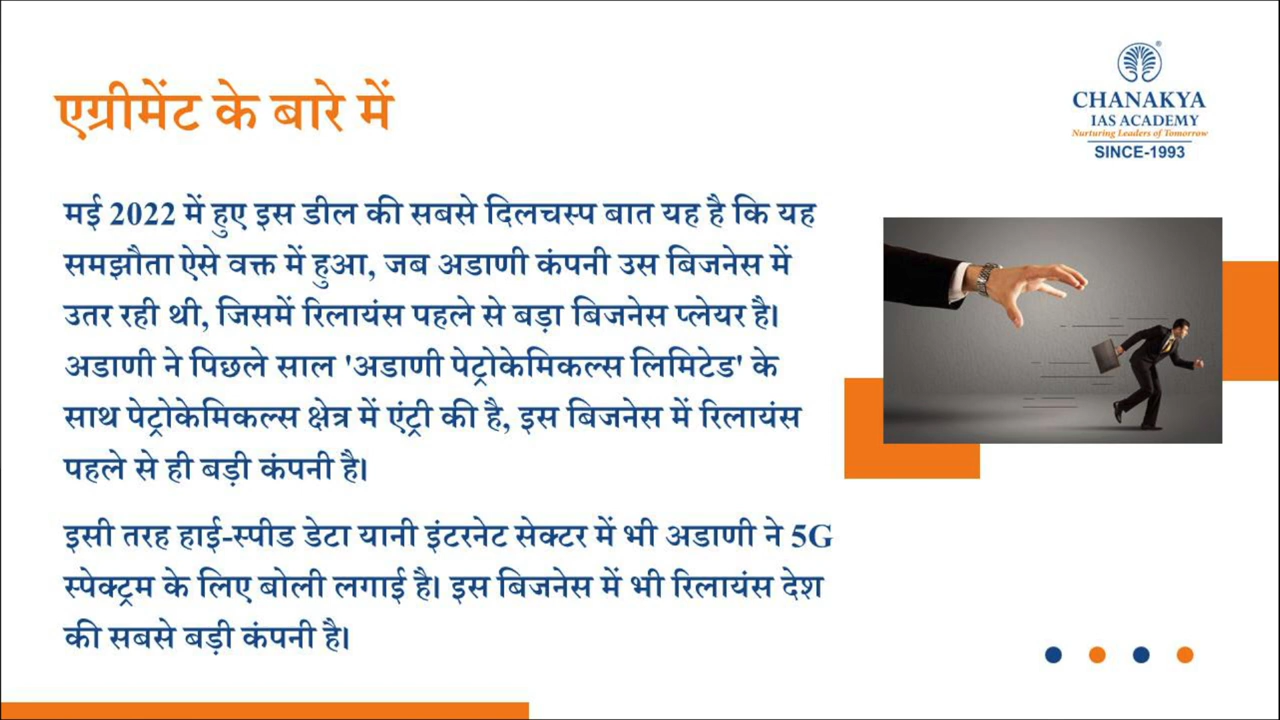 एग्रीमेंट के बारे में
CHANAKYA
IAS ACADEMY
Nurturing Leaders of Tomorrow
SINCE-1993
मई 2022 में हुए इस डील की सबसे दिलचस्प बात यह है कि यह
समझौता ऐसे वक्त में हुआ, जब अडाणी कंपनी उस बिजनेस में
उतर रही थी, जिसमें रिलायंस पहले से बड़ा बिजनेस प्लेयर है।
अडाणी ने पिछले साल 'अडाणी पेट्रोकेमिकल्स लिमिटेड' के
साथ पेट्रोकेमिकल्स क्षेत्र में एंट्री की है, इस बिजनेस में रिलायंस
पहले से ही बड़ी कंपनी है।
इसी तरह हाई-स्पीड डेटा यानी इंटरनेट सेक्टर में भी अडाणी ने 5G
स्पेक्ट्रम के लिए बोली लगाई है। इस बिजनेस में भी रिलायंस देश
की सबसे बड़ी कंपनी है।